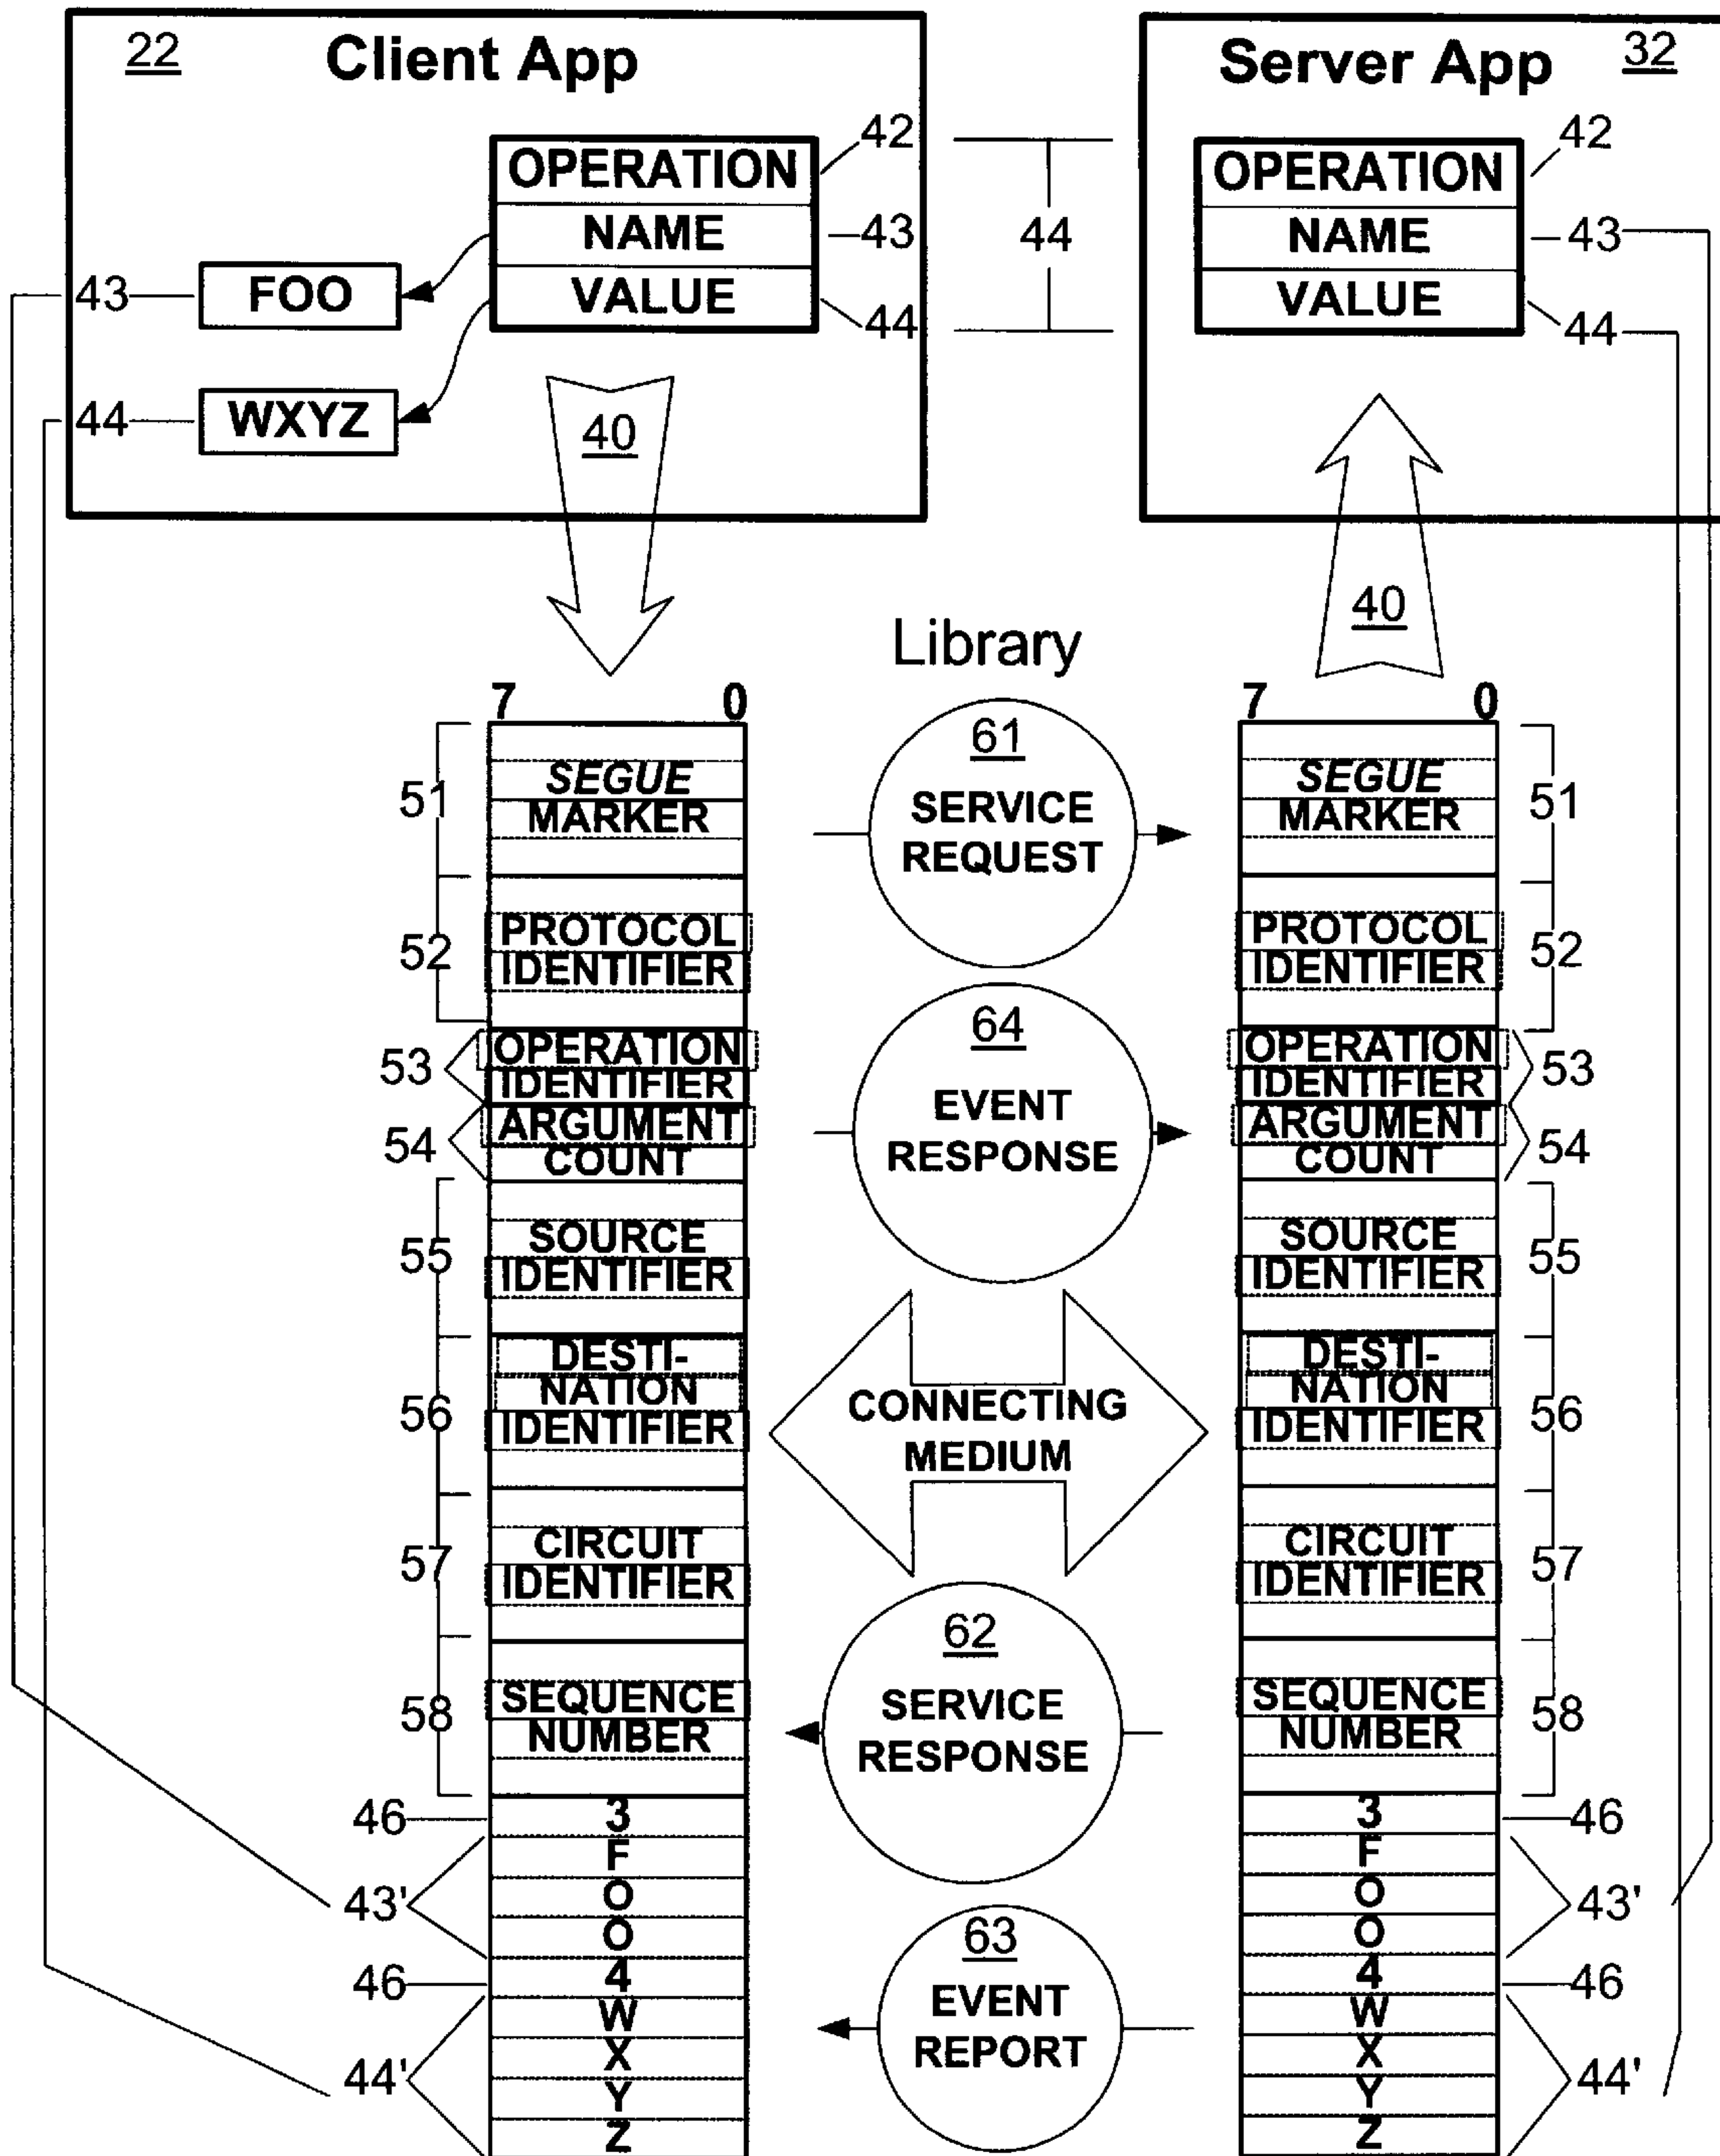 22 Client App
Server App 32
OPERATION 42
NAME 43
VALUE 44
43 FOO
44 WXYZ
40
44
OPERATION 42
NAME 43
VALUE 44
40
Library
7 0
51 SEGUE
MARKER
52 PROTOCOL
IDENTIFIER
53 OPERATION
IDENTIFIER
54 ARGUMENT
COUNT
55 SOURCE
IDENTIFIER
56 DESTI-
NATION
IDENTIFIER
57 CIRCUIT
IDENTIFIER
58 SEQUENCE
NUMBER
46 3
43' F
O
O
46 4
44' W
X
Y
Z
61
SERVICE
REQUEST
64
EVENT
RESPONSE
CONNECTING
MEDIUM
62
SERVICE
RESPONSE
63
EVENT
REPORT
7 0
SEGUE 51
MARKER
PROTOCOL 52
IDENTIFIER
OPERATION 53
IDENTIFIER
ARGUMENT 54
COUNT
SOURCE 55
IDENTIFIER
DESTI-
NATION 56
IDENTIFIER
CIRCUIT 57
IDENTIFIER
SEQUENCE 58
NUMBER
3 46
F
O 43'
O
4 46
W
X 44'
Y
Z